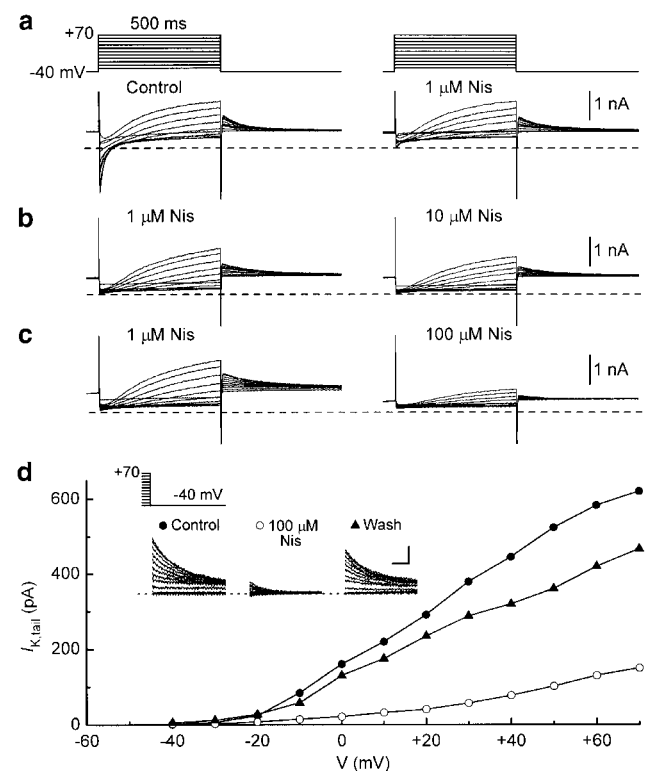 a
500 ms
+70
-40 mV
Control
1 µM Nis
1 nA
b
1 µM Nis
10 µM Nis
1 nA
c
1 µM Nis
100 µM Nis
1 nA
d
+70
-40 mV
600
Control
100 µM
Nis
Wash
400
200
0
I K,tail (pA)
-60
-40
-20
0
+20
+40
+60
V (mV)